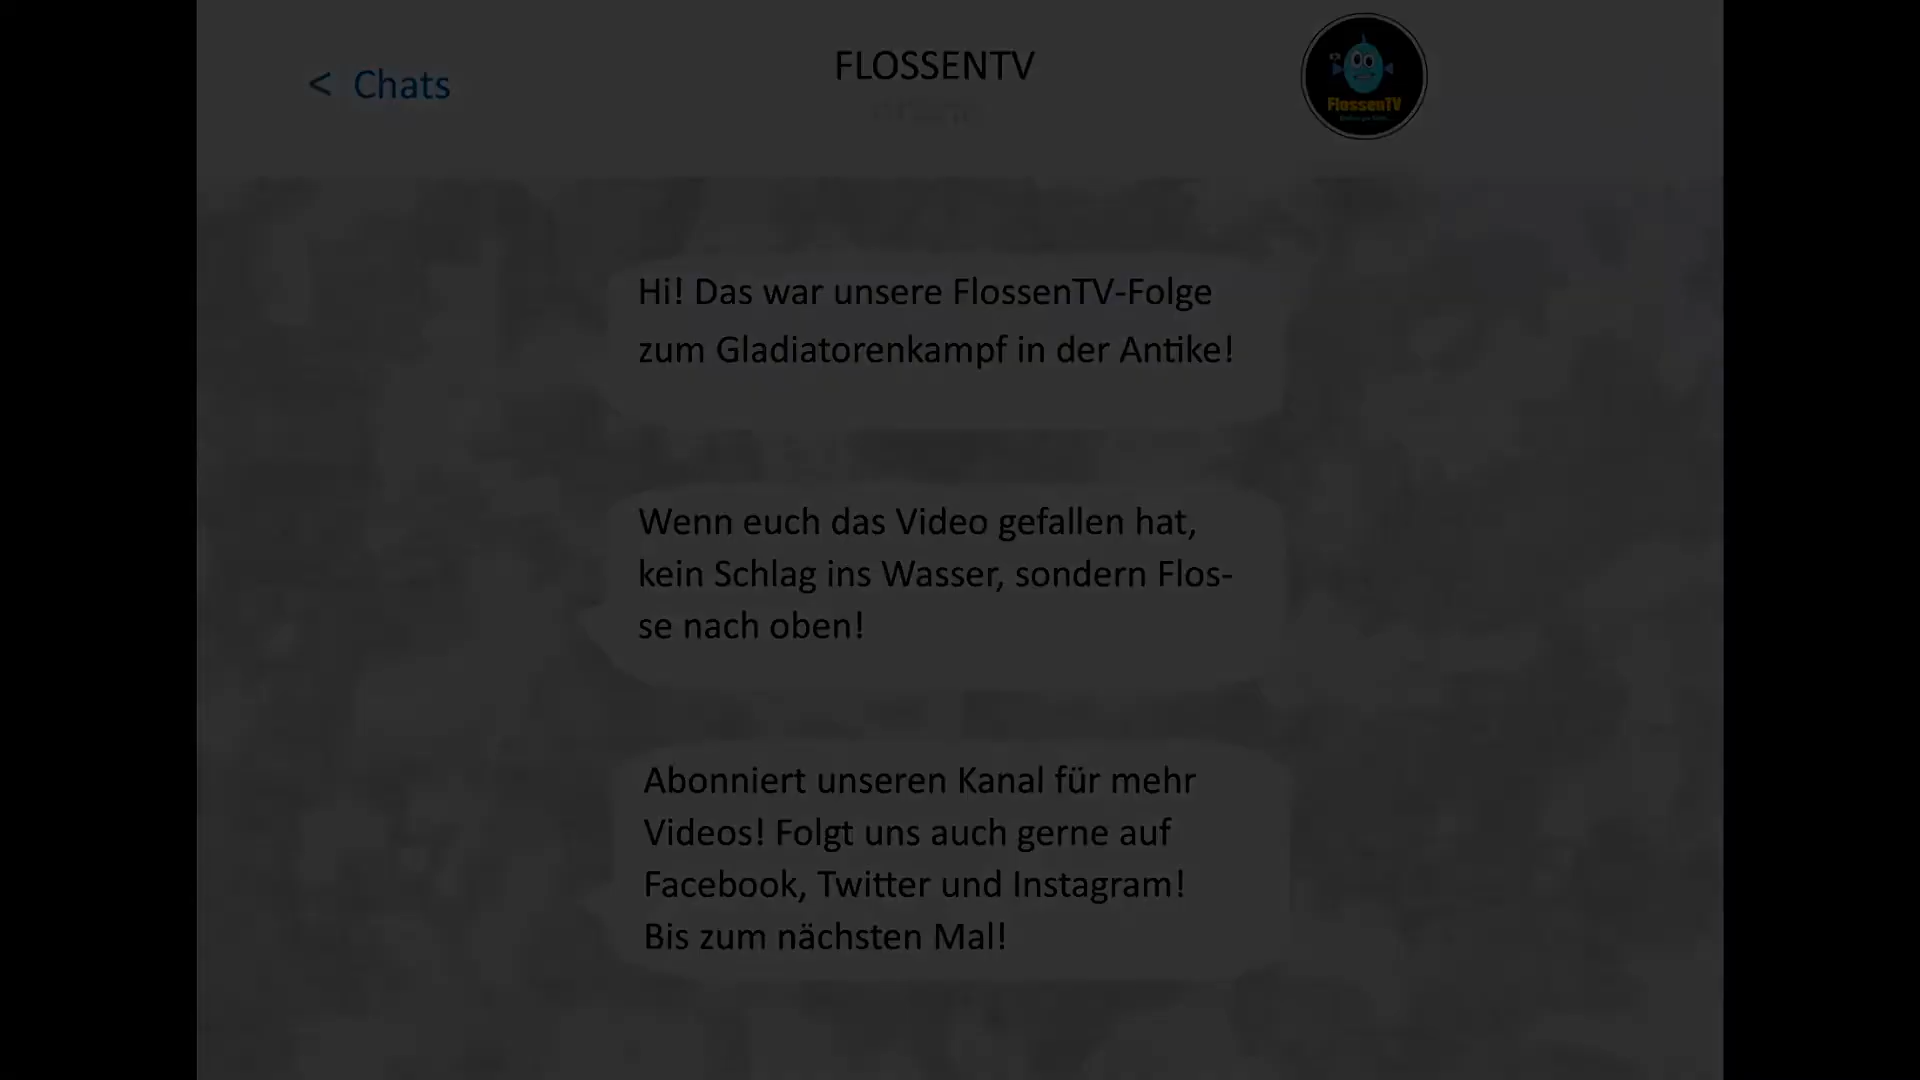 < Chats
FLOSSENTV
FlossenTV
Hi! Das war unsere FlossenTV-Folge
zum Gladiatorenkampf in der Antike!
Wenn euch das Video gefallen hat,
kein Schlag ins Wasser, sondern Flos-
se nach oben!
Abonniert unseren Kanal für mehr
Videos! Folgt uns auch gerne auf
Facebook, Twitter und Instagram!
Bis zum nächsten Mal!